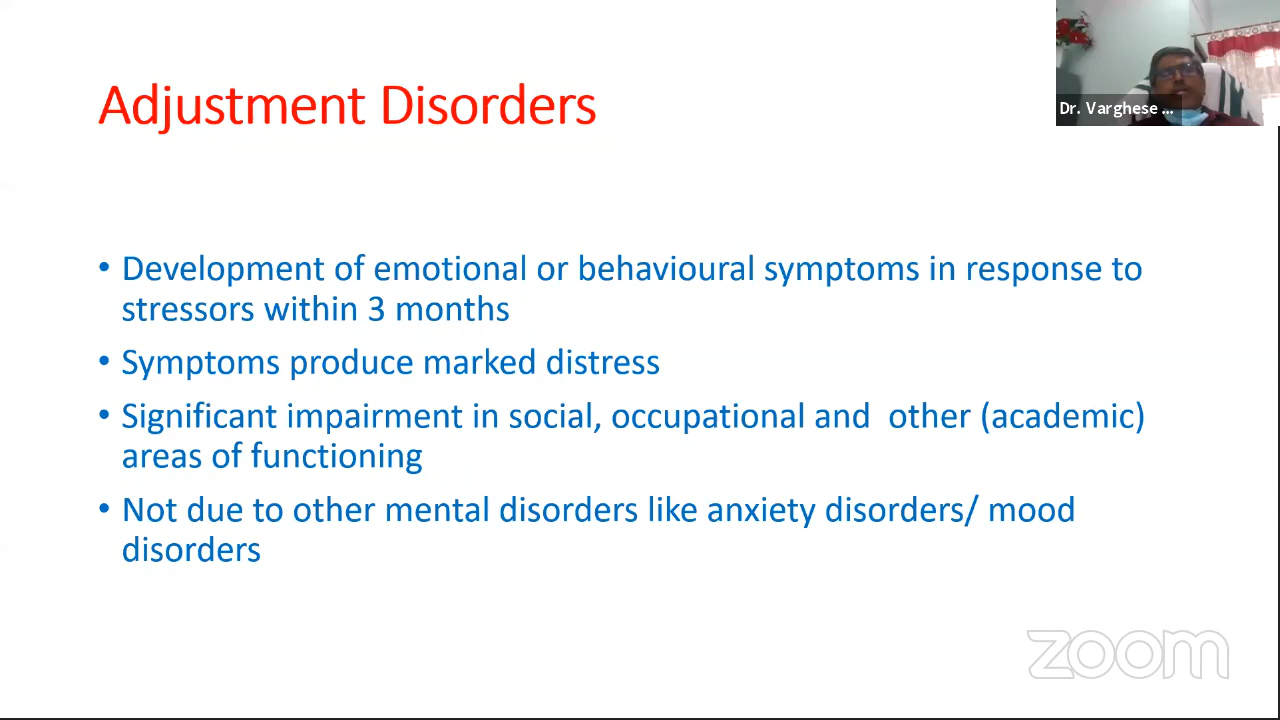 Adjustment Disorders
Dr. Varghese ...
• Development of emotional or behavioural symptoms in response to
stressors within 3 months
• Symptoms produce marked distress
• Significant impairment in social, occupational and  other (academic)
areas of functioning
• Not due to other mental disorders like anxiety disorders/ mood
disorders
zoom